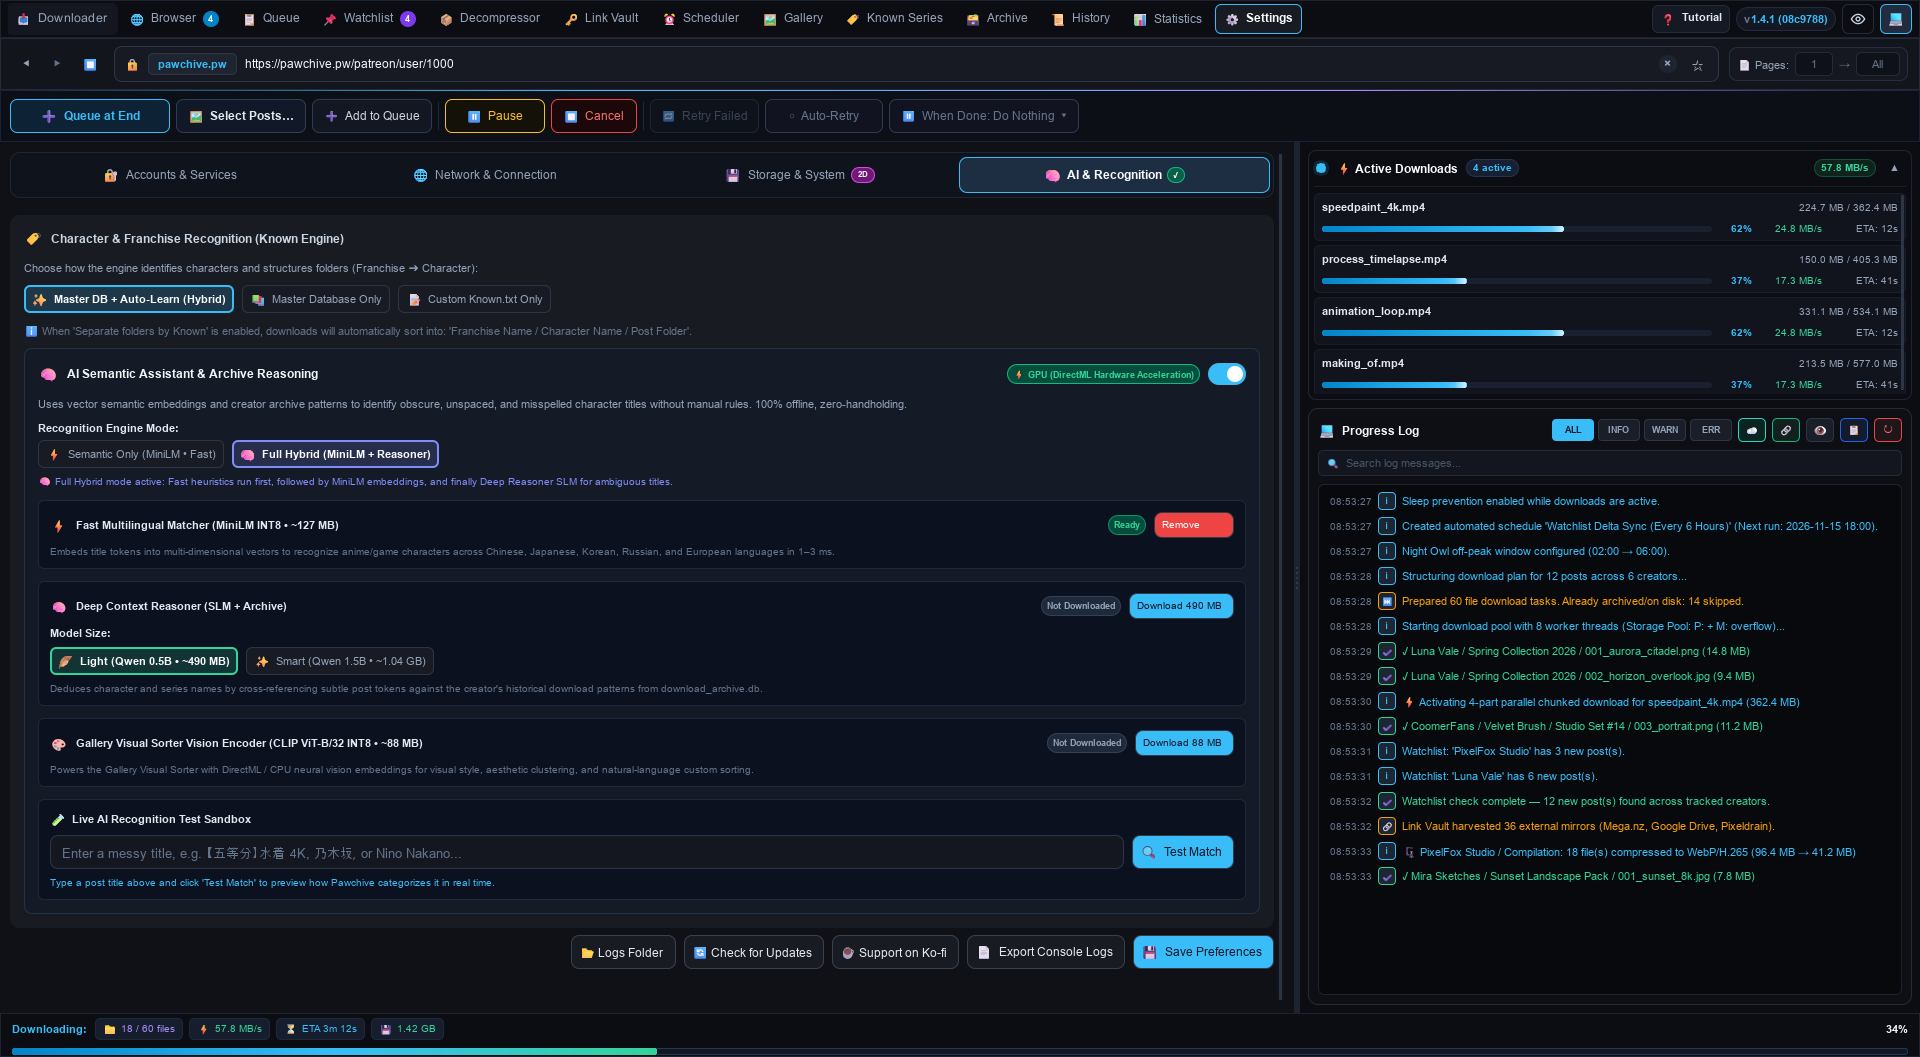 Downloader
Browser 4
Queue
Watchlist 4
Decompressor
Link Vault
Scheduler
Gallery
Known Series
Archive
History
Statistics
Settings
Tutorial
v1.4.1 (08c9788)
pawchive.pw
https://pawchive.pw/patreon/user/1000
Pages: 1 → All
Queue at End
Select Posts...
Add to Queue
Pause
Cancel
Retry Failed
Auto-Retry
When Done: Do Nothing
Accounts & Services
Network & Connection
Storage & System 2D
AI & Recognition ✓
Character & Franchise Recognition (Known Engine)
Choose how the engine identifies characters and structures folders (Franchise ➔ Character):
Master DB + Auto-Learn (Hybrid)
Master Database Only
Custom Known.txt Only
When 'Separate folders by Known' is enabled, downloads will automatically sort into: 'Franchise Name / Character Name / Post Folder'.
AI Semantic Assistant & Archive Reasoning
GPU (DirectML Hardware Acceleration)
Uses vector semantic embeddings and creator archive patterns to identify obscure, unspaced, and misspelled character titles without manual rules. 100% offline, zero-handholding.
Recognition Engine Mode:
Semantic Only (MiniLM • Fast)
Full Hybrid (MiniLM + Reasoner)
Full Hybrid mode active: Fast heuristics run first, followed by MiniLM embeddings, and finally Deep Reasoner SLM for ambiguous titles.
Fast Multilingual Matcher (MiniLM INT8 • ~127 MB)
Ready
Remove
Embeds title tokens into multi-dimensional vectors to recognize anime/game characters across Chinese, Japanese, Korean, Russian, and European languages in 1–3 ms.
Deep Context Reasoner (SLM + Archive)
Not Downloaded
Download 490 MB
Model Size:
Light (Qwen 0.5B • ~490 MB)
Smart (Qwen 1.5B • ~1.04 GB)
Deduces character and series names by cross-referencing subtle post tokens against the creator's historical download patterns from download_archive.db.
Gallery Visual Sorter Vision Encoder (CLIP ViT-B/32 INT8 • ~88 MB)
Not Downloaded
Download 88 MB
Powers the Gallery Visual Sorter with DirectML / CPU neural vision embeddings for visual style, aesthetic clustering, and natural-language custom sorting.
Live AI Recognition Test Sandbox
Enter a messy title, e.g. 【五等分】水着 4K, 乃木坂, or Nino Nakano...
Test Match
Type a post title above and click 'Test Match' to preview how Pawchive categorizes it in real time.
Logs Folder
Check for Updates
Support on Ko-fi
Export Console Logs
Save Preferences
Active Downloads 4 active
57.8 MB/s
speedpaint_4k.mp4
224.7 MB / 362.4 MB
62% 24.8 MB/s ETA: 12s
process_timelapse.mp4
150.0 MB / 405.3 MB
37% 17.3 MB/s ETA: 41s
animation_loop.mp4
331.1 MB / 534.1 MB
62% 24.8 MB/s ETA: 12s
making_of.mp4
213.5 MB / 577.0 MB
37% 17.3 MB/s ETA: 41s
Progress Log
ALL
INFO
WARN
ERR
Search log messages...
08:53:27 i Sleep prevention enabled while downloads are active.
08:53:27 i Created automated schedule 'Watchlist Delta Sync (Every 6 Hours)' (Next run: 2026-11-15 18:00).
08:53:27 i Night Owl off-peak window configured (02:00 → 06:00).
08:53:28 i Structuring download plan for 12 posts across 6 creators...
08:53:28 Prepared 60 file download tasks. Already archived/on disk: 14 skipped.
08:53:28 i Starting download pool with 8 worker threads (Storage Pool: P: + M: overflow)...
08:53:29 ✓ Luna Vale / Spring Collection 2026 / 001_aurora_citadel.png (14.8 MB)
08:53:29 ✓ Luna Vale / Spring Collection 2026 / 002_horizon_overlook.jpg (9.4 MB)
08:53:30 i Activating 4-part parallel chunked download for speedpaint_4k.mp4 (362.4 MB)
08:53:30 ✓ CoomerFans / Velvet Brush / Studio Set #14 / 003_portrait.png (11.2 MB)
08:53:31 i Watchlist: 'PixelFox Studio' has 3 new post(s).
08:53:31 i Watchlist: 'Luna Vale' has 6 new post(s).
08:53:32 Watchlist check complete — 12 new post(s) found across tracked creators.
08:53:32 Link Vault harvested 36 external mirrors (Mega.nz, Google Drive, Pixeldrain).
08:53:33 i PixelFox Studio / Compilation: 18 file(s) compressed to WebP/H.265 (96.4 MB → 41.2 MB)
08:53:33 ✓ Mira Sketches / Sunset Landscape Pack / 001_sunset_8k.jpg (7.8 MB)
Downloading: 18 / 60 files 57.8 MB/s ETA 3m 12s 1.42 GB
34%